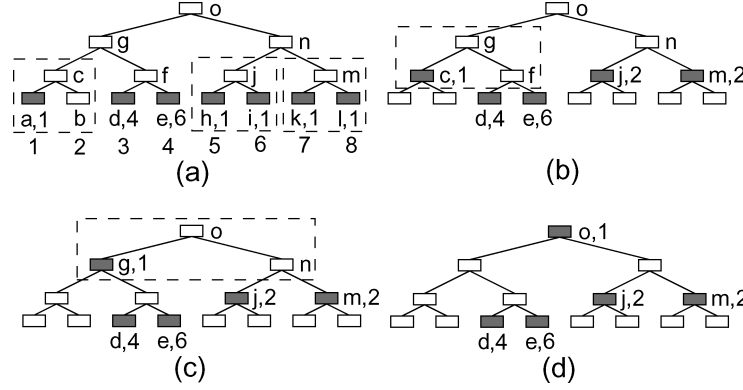 o
g n
c f j m
a,1 b d,4 e,6 h,1 i,1 k,1 l,1
1 2 3 4 5 6 7 8
(a)
o
g n
c,1 f j,2 m,2
d,4 e,6
(b)
o
g,1 n
j,2 m,2
d,4 e,6
(c)
o,1
j,2 m,2
d,4 e,6
(d)